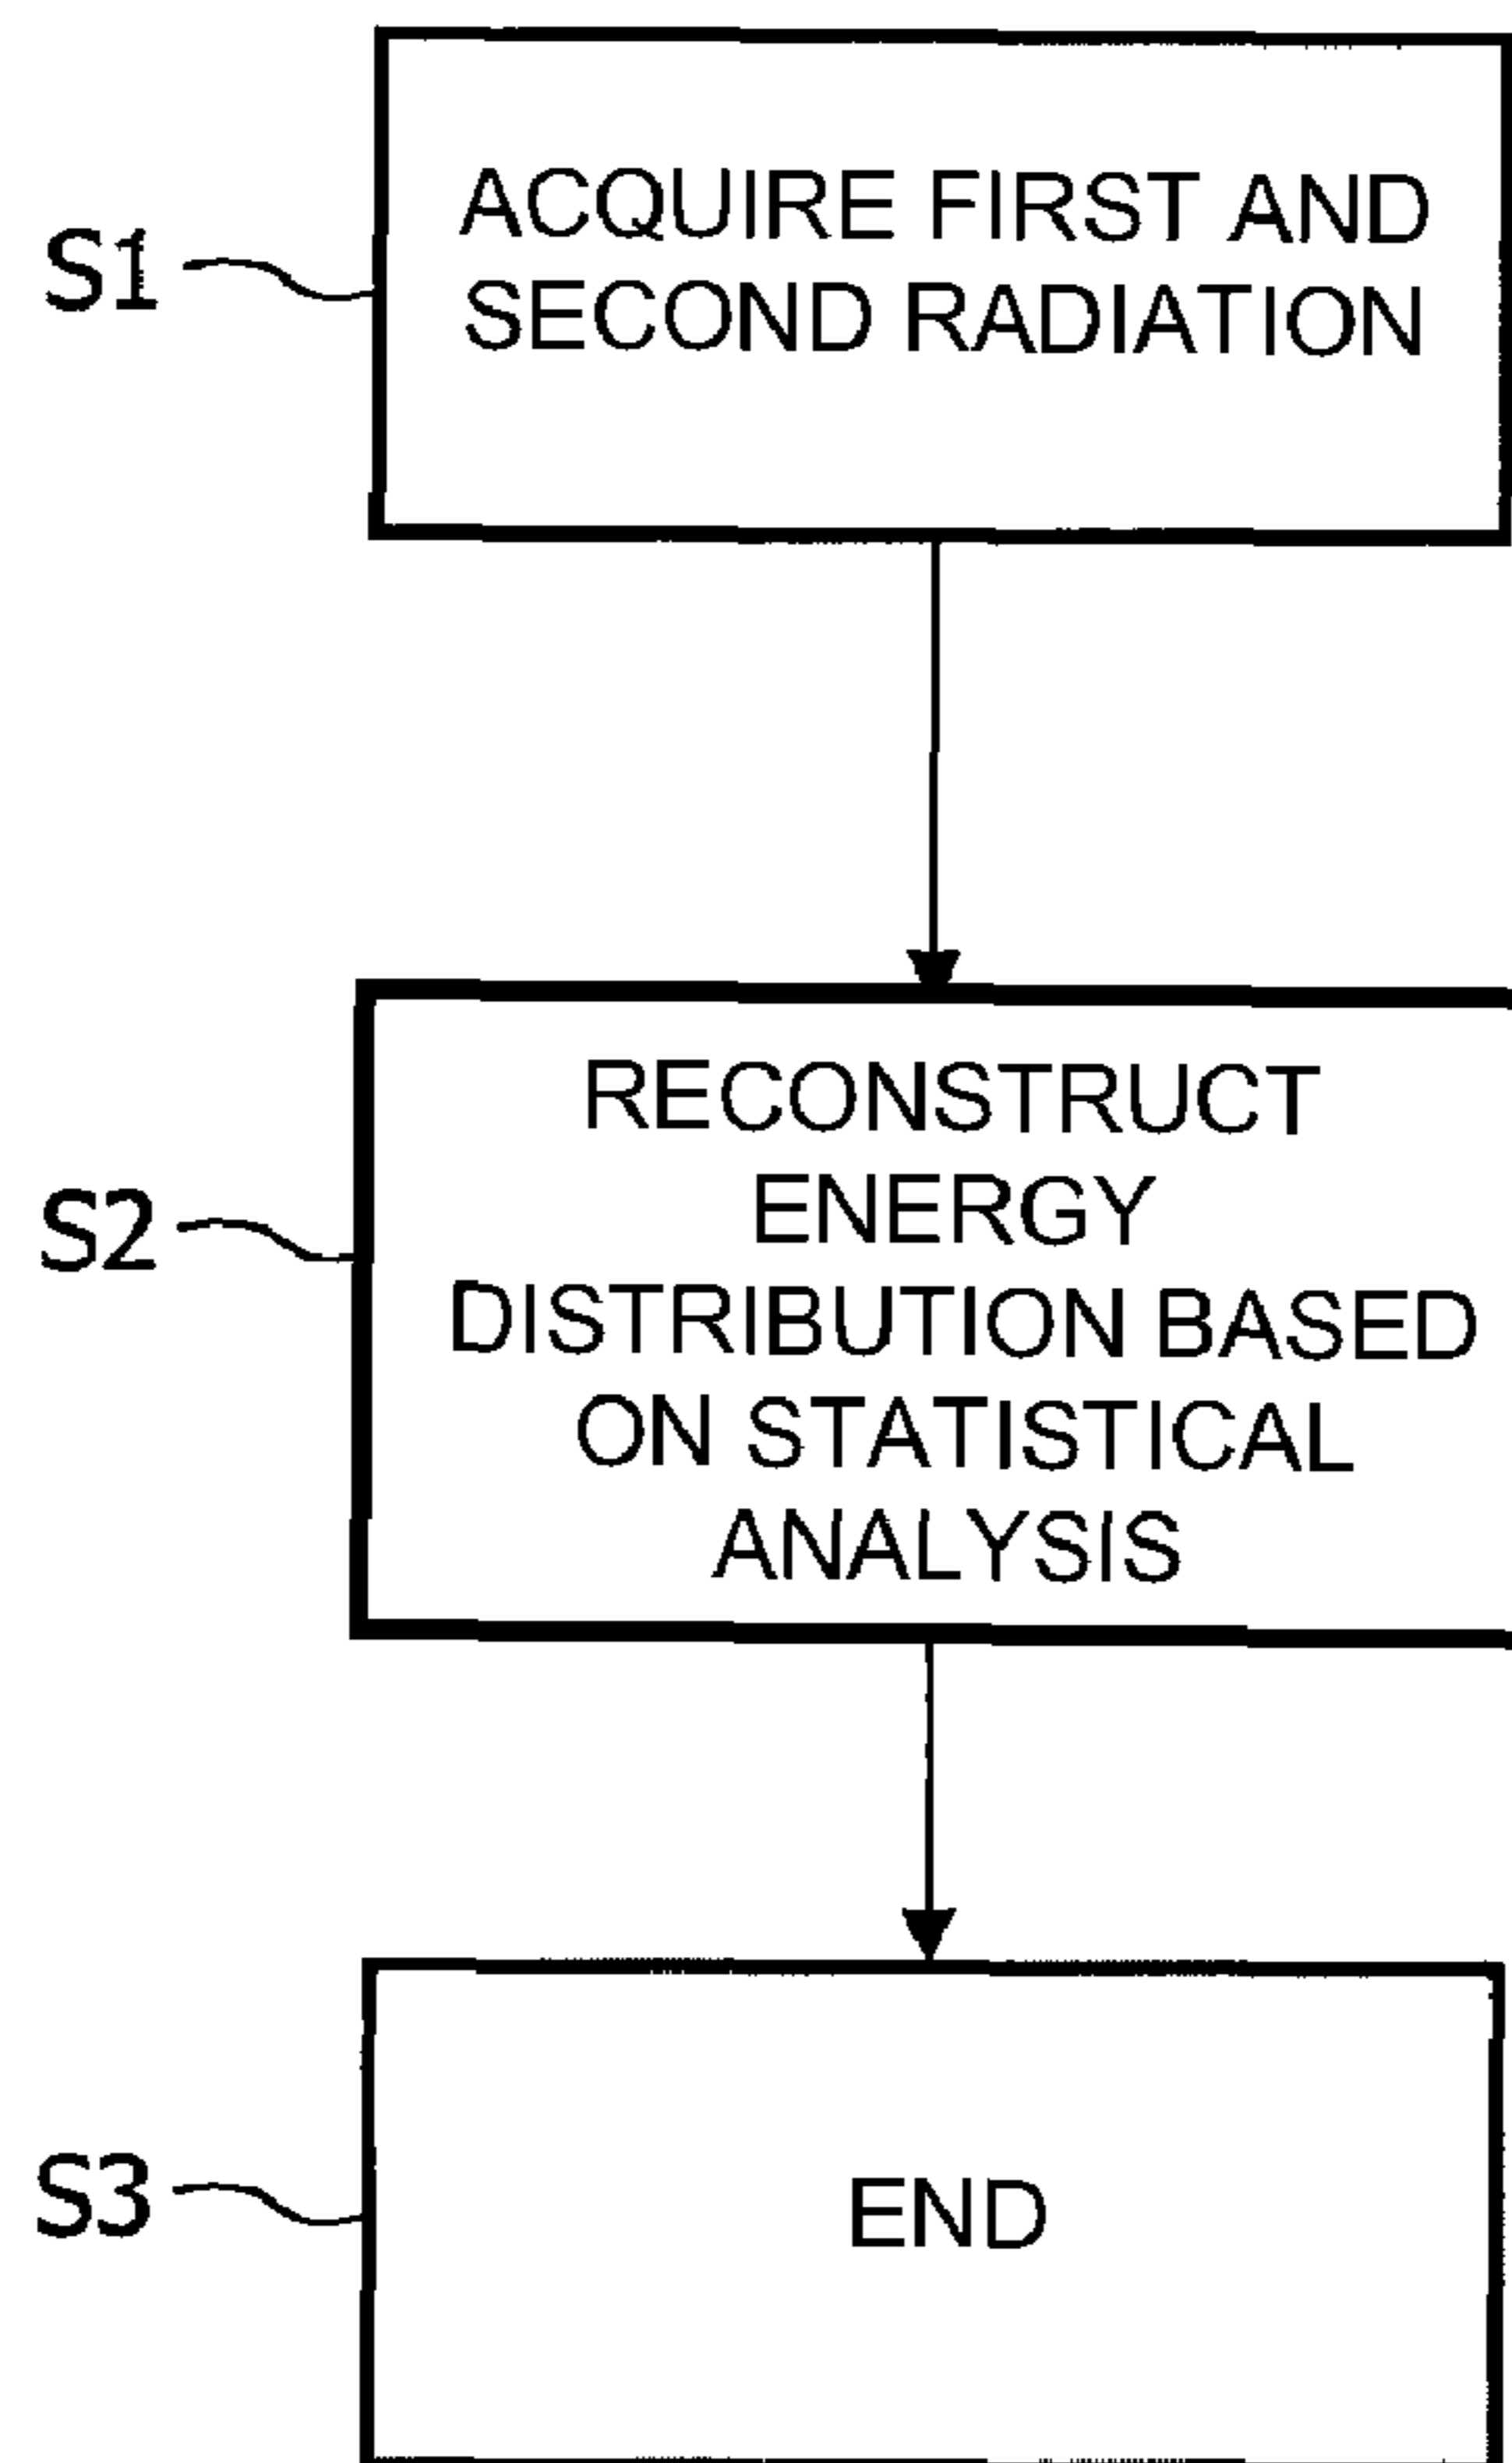 S1
ACQUIRE FIRST AND
SECOND RADIATION
S2
RECONSTRUCT
ENERGY
DISTRIBUTION BASED
ON STATISTICAL
ANALYSIS
S3
END